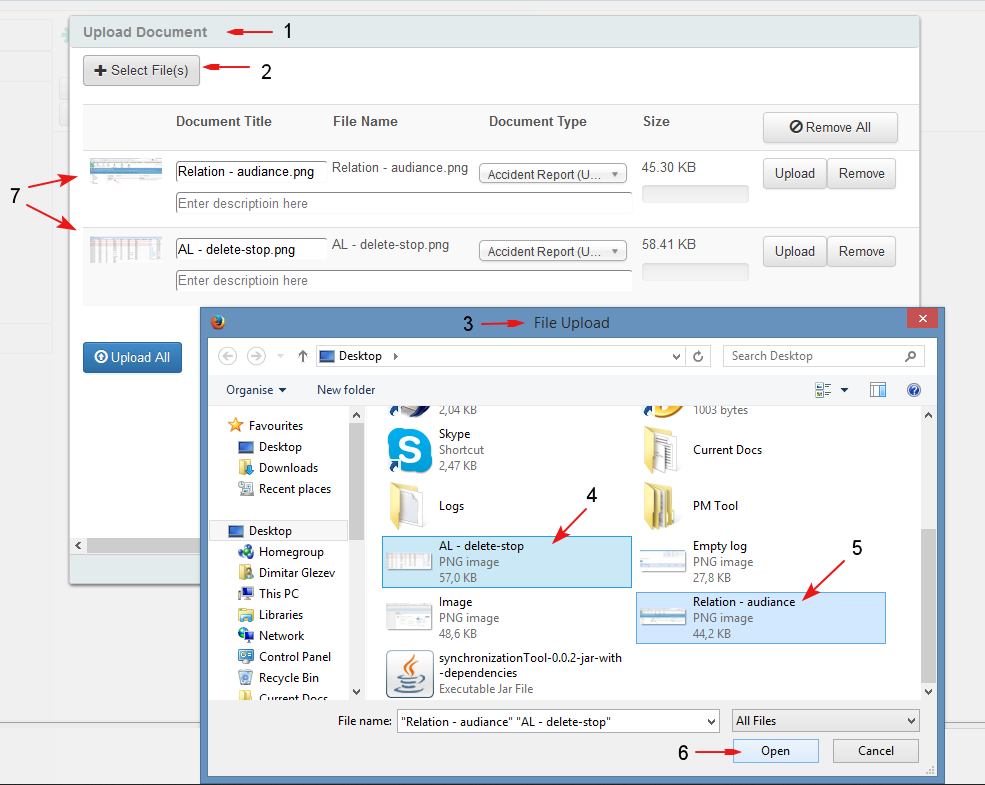 Upload Document
1
Select File(s)
2
Document Title File Name Document Type Size
Remove All
Relation - audiance.png Relation - audiance.png Accident Report (U... 45.30 KB Upload Remove
Enter descriptioin here
7
AL - delete-stop.png AL - delete-stop.png Accident Report (U... 58.41 KB Upload Remove
Enter descriptioin here
Upload All
3
File Upload
Desktop
Search Desktop
Organise New folder
Favourites
Desktop
Downloads
Recent places
Desktop
Homegroup
Dimitar Glezev
This PC
Libraries
Network
Control Panel
Recycle Bin
Current Docs
2,04 KB
1003 bytes
Skype
Shortcut
2,47 KB
Current Docs
Logs
PM Tool
4
AL - delete-stop
PNG image
57,0 KB
Empty log
PNG image
27,8 KB
5
Image
PNG image
48,6 KB
Relation - audiance
PNG image
44,2 KB
synchronizationTool-0.0.2-jar-with
-dependencies
Executable Jar File
File name: "Relation - audiance" "AL - delete-stop" All Files
6
Open Cancel